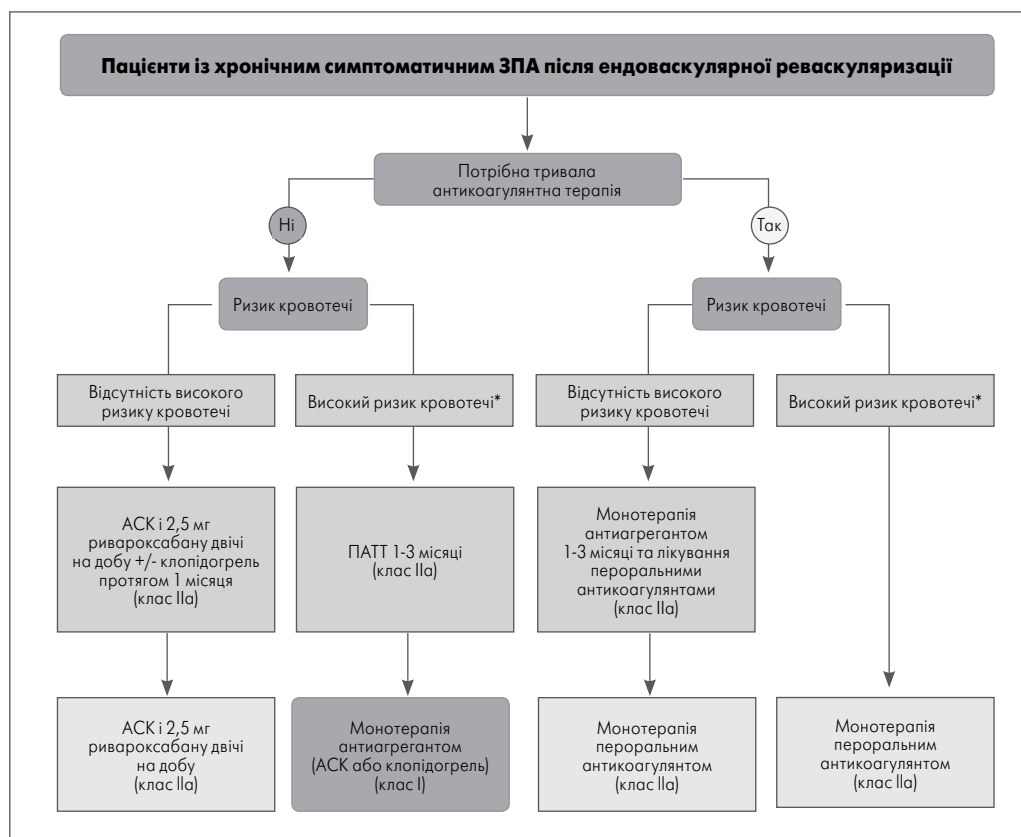 Пацієнти із хронічним симптоматичним ЗПА після ендоваскулярної реваскуляризації
Потрібна тривала
антикоагулянтна терапія
Ні
Так
Ризик кровотечі
Ризик кровотечі
Відсутність високого
ризику кровотечі
Високий ризик кровотечі*
Відсутність високого
ризику кровотечі
Високий ризик кровотечі*
АСК і 2,5 мг
ривароксабану двічі
на добу +/- клопідогрель
протягом 1 місяця
(клас IIa)
ПАТТ 1-3 місяці
(клас IIa)
Монотерапія
антиагрегантом
1-3 місяці та лікування
пероральними
антикоагулянтами
(клас IIa)
АСК і 2,5 мг
ривароксабану двічі
на добу
(клас IIa)
Монотерапія
антиагрегантом
(АСК або клопідогрель)
(клас I)
Монотерапія
пероральним
антикоагулянтом
(клас IIa)
Монотерапія
пероральним
антикоагулянтом
(клас IIa)